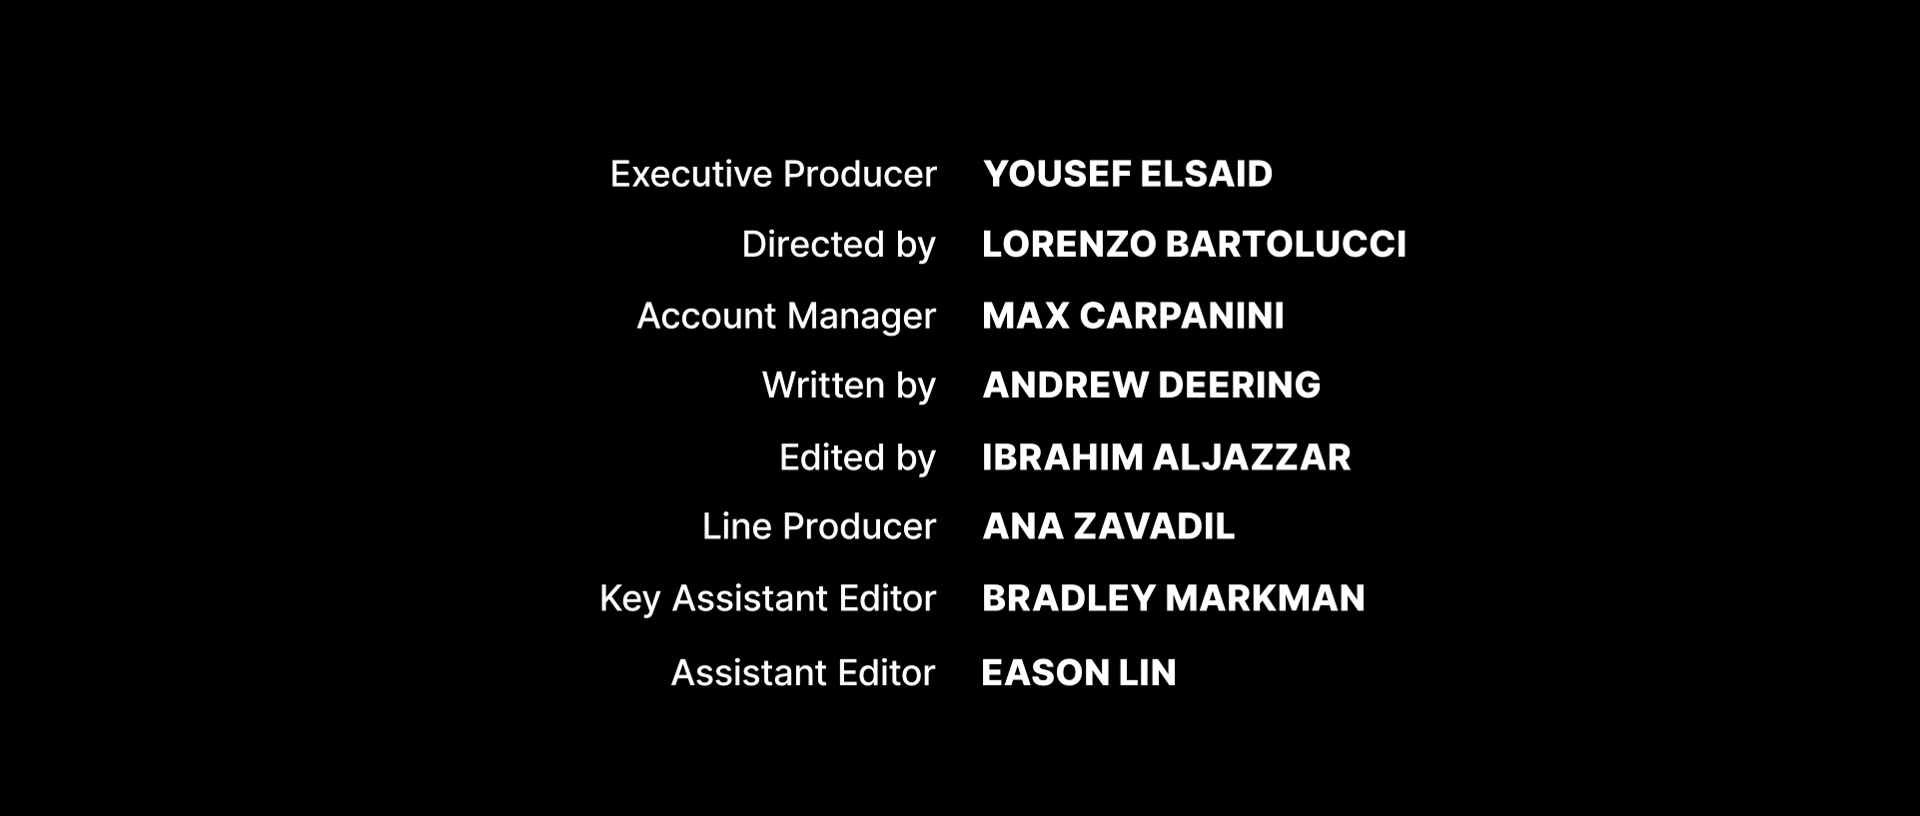 Executive Producer YOUSEF ELSAID
Directed by LORENZO BARTOLUCCI
Account Manager MAX CARPANINI
Written by ANDREW DEERING
Edited by IBRAHIM ALJAZZAR
Line Producer ANA ZAVADIL
Key Assistant Editor BRADLEY MARKMAN
Assistant Editor EASON LIN